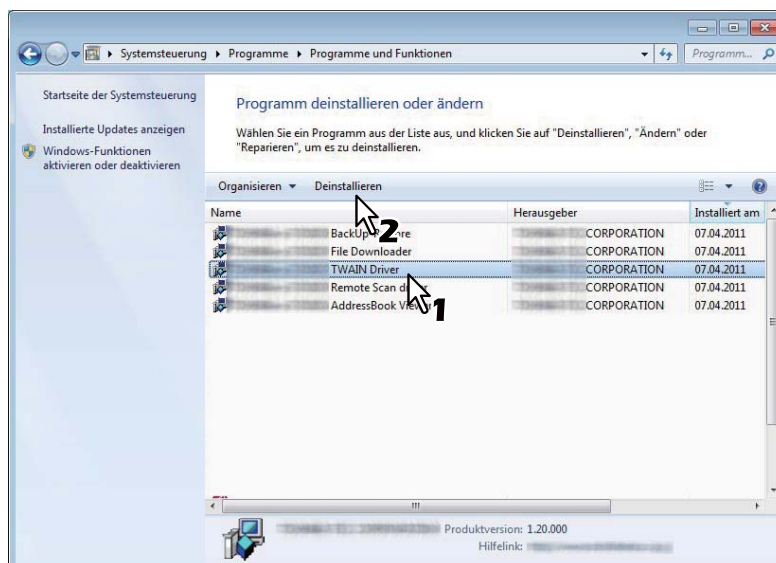 Systemsteuerung ▸ Programme ▸ Programme und Funktionen
Programm...
Startseite der Systemsteuerung
Installierte Updates anzeigen
Windows-Funktionen
aktivieren oder deaktivieren
Programm deinstallieren oder ändern
Wählen Sie ein Programm aus der Liste aus, und klicken Sie auf "Deinstallieren", "Ändern" oder
"Reparieren", um es zu deinstallieren.
Organisieren Deinstallieren
2
Name Herausgeber Installiert am
CORPORATION 07.04.2011
File Downloader CORPORATION 07.04.2011
TWAIN Driver CORPORATION 07.04.2011
Remote Scan CORPORATION 07.04.2011
AddressBook CORPORATION 07.04.2011
1
Produktversion: 1.20.000
Hilfelink: